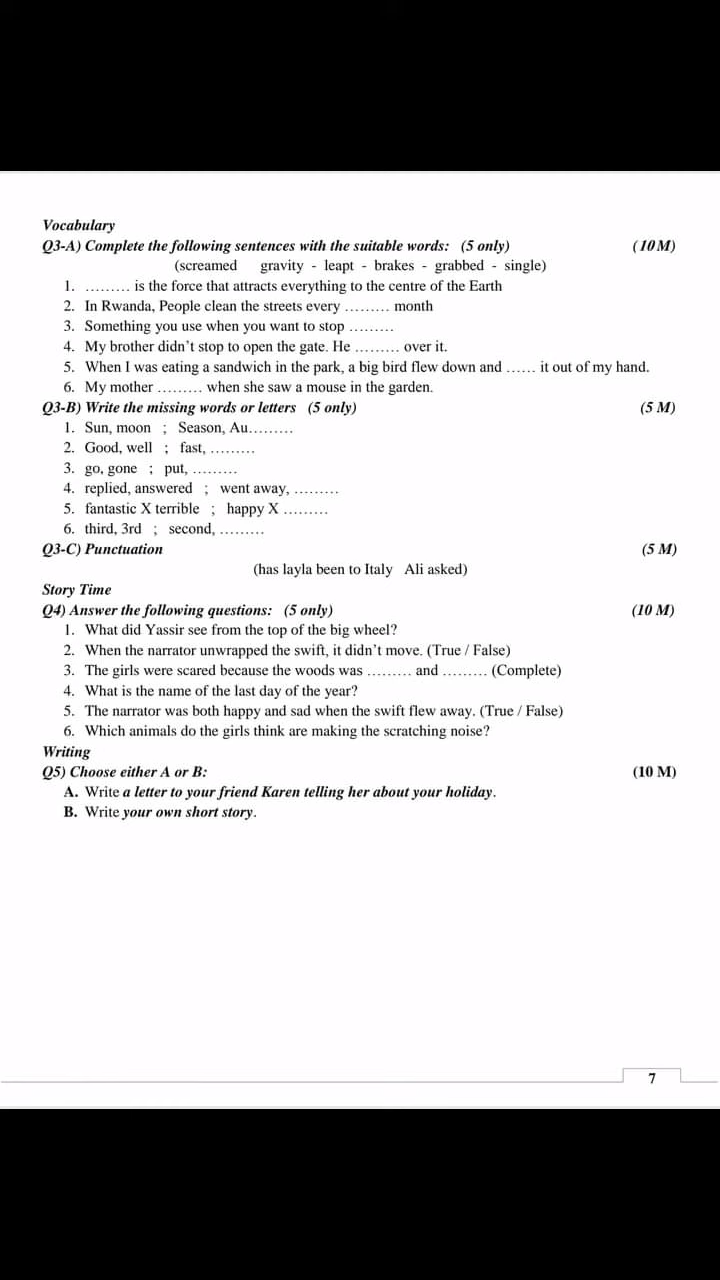 Vocabulary
Q3-A) Complete the following sentences with the suitable words: (5 only) (10M)
(screamed gravity - leapt - brakes - grabbed - single)
1. ......... is the force that attracts everything to the centre of the Earth
2. In Rwanda, People clean the streets every ......... month
3. Something you use when you want to stop .........
4. My brother didn't stop to open the gate. He ......... over it.
5. When I was eating a sandwich in the park, a big bird flew down and ...... it out of my hand.
6. My mother ......... when she saw a mouse in the garden.
Q3-B) Write the missing words or letters (5 only) (5 M)
1. Sun, moon ; Season, Au.........
2. Good, well ; fast, .........
3. go, gone ; put, .........
4. replied, answered ; went away, .........
5. fantastic X terrible ; happy X .........
6. third, 3rd ; second, .........
Q3-C) Punctuation (5 M)
(has layla been to Italy Ali asked)
Story Time
Q4) Answer the following questions: (5 only) (10 M)
1. What did Yassir see from the top of the big wheel?
2. When the narrator unwrapped the swift, it didn't move. (True / False)
3. The girls were scared because the woods was ......... and ......... (Complete)
4. What is the name of the last day of the year?
5. The narrator was both happy and sad when the swift flew away. (True / False)
6. Which animals do the girls think are making the scratching noise?
Writing
Q5) Choose either A or B: (10 M)
A. Write a letter to your friend Karen telling her about your holiday.
B. Write your own short story.
7